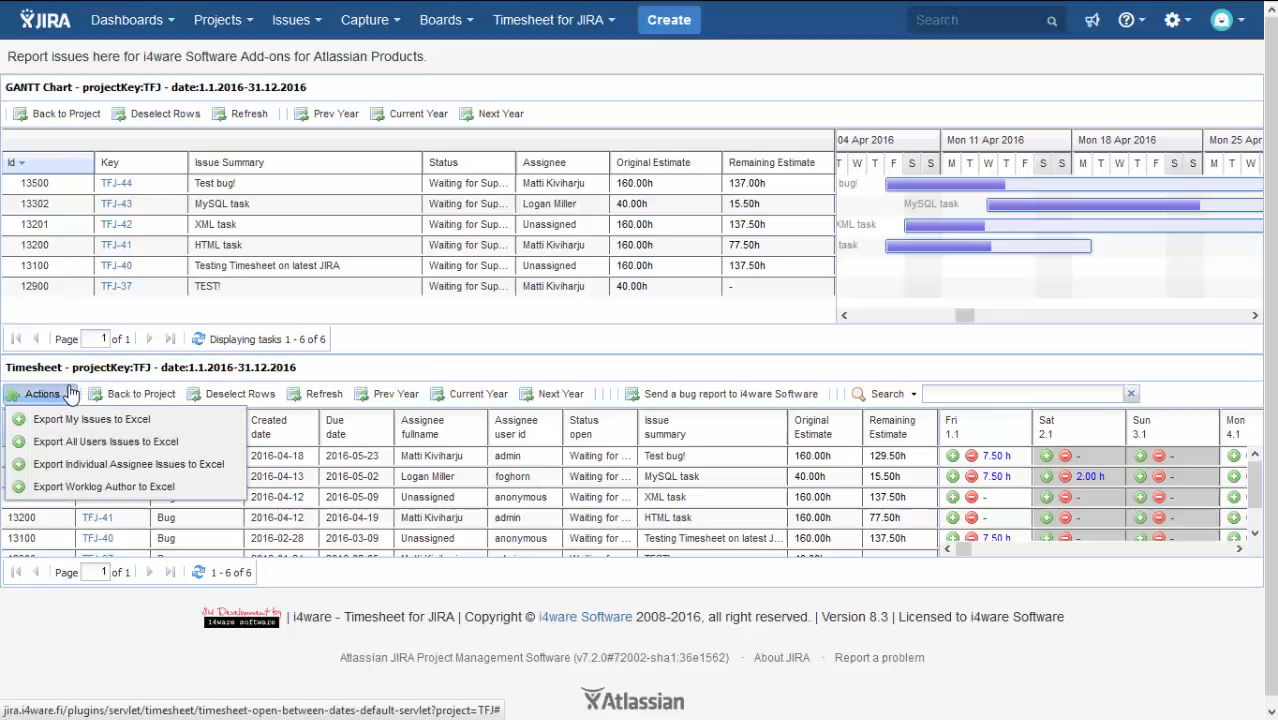 JIRA Dashboards Projects Issues Capture Boards Timesheet for JIRA Create Search
Report issues here for i4ware Software Add-ons for Atlassian Products.
GANTT Chart - projectKey:TFJ - date:1.1.2016-31.12.2016
Back to Project Deselect Rows Refresh Prev Year Current Year Next Year
04 Apr 2016 Mon 11 Apr 2016 Mon 18 Apr 2016 Mon 25
Id Key Issue Summary Status Assignee Original Estimate Remaining Estimate T W T F S S M T W T F S S M T W T F S S M T W
13500 TFJ-44 Test bug! Waiting for Sup... Matti Kiviharju 160.00h 137.00h bug!
13302 TFJ-43 MySQL task Waiting for Sup... Logan Miller 40.00h 15.50h MySQL task
13201 TFJ-42 XML task Waiting for Sup... Unassigned 160.00h 137.50h XML task
13200 TFJ-41 HTML task Waiting for Sup... Matti Kiviharju 160.00h 77.50h task
13100 TFJ-40 Testing Timesheet on latest JIRA Waiting for Sup... Unassigned 160.00h 137.50h
12900 TFJ-37 TEST! Waiting for Sup... Matti Kiviharju 40.00h -
Page 1 of 1 Displaying tasks 1 - 6 of 6
Timesheet - projectKey:TFJ - date:1.1.2016-31.12.2016
Actions Back to Project Deselect Rows Refresh Prev Year Current Year Next Year Send a bug report to i4ware Software Search
Export My Issues to Excel
Export All Users Issues to Excel
Export Individual Assignee Issues to Excel
Export Worklog Author to Excel
Created Due Assignee Assignee Status Issue Original Remaining Fri Sat Sun Mon
date date fullname user id open summary Estimate Estimate 1.1 2.1 3.1 4.1
2016-04-18 2016-05-23 Matti Kiviharju admin Waiting for ... Test bug! 160.00h 129.50h 7.50 h - -
2016-04-13 2016-05-02 Logan Miller foghorn Waiting for ... MySQL task 40.00h 15.50h 7.50 h 2.00 h -
2016-04-12 2016-05-09 Unassigned anonymous Waiting for ... XML task 160.00h 137.50h - - -
13200 TFJ-41 Bug 2016-04-12 2016-04-19 Matti Kiviharju admin Waiting for ... HTML task 160.00h 77.50h - - -
13100 TFJ-40 Bug 2016-02-28 2016-03-09 Unassigned anonymous Waiting for ... Testing Timesheet on latest J... 160.00h 137.50h 7.50 h - -
Page 1 of 1 1 - 6 of 6
SW Development by
i4ware software | i4ware - Timesheet for JIRA | Copyright © i4ware Software 2008-2016, all right reserved. | Version 8.3 | Licensed to i4ware Software
Atlassian JIRA Project Management Software (v7.2.0#72002-sha1:36e1562) · About JIRA · Report a problem
Atlassian
jira.i4ware.fi/plugins/servlet/timesheet/timesheet-open-between-dates-default-servlet?project=TFJ#